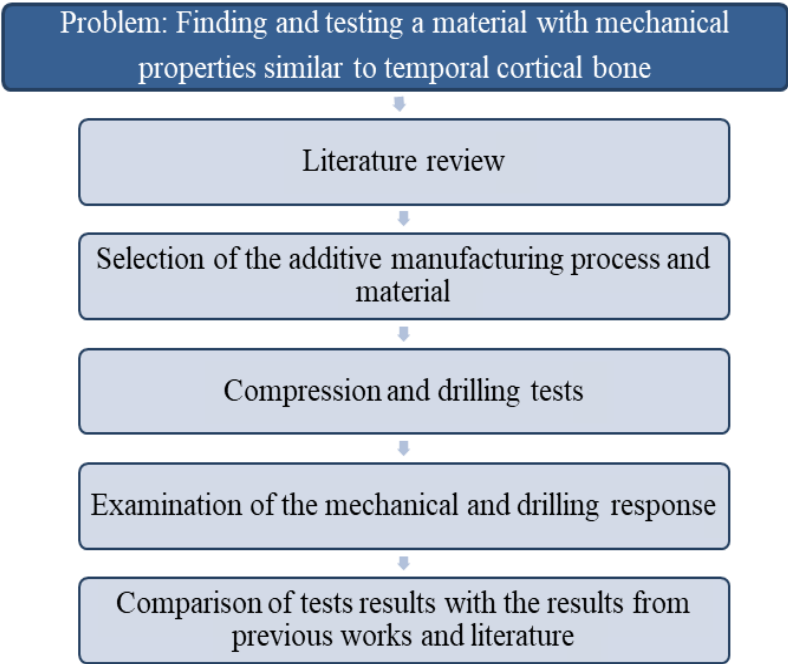 Problem: Finding and testing a material with mechanical
properties similar to temporal cortical bone
Literature review
Selection of the additive manufacturing process and
material
Compression and drilling tests
Examination of the mechanical and drilling response
Comparison of tests results with the results from
previous works and literature